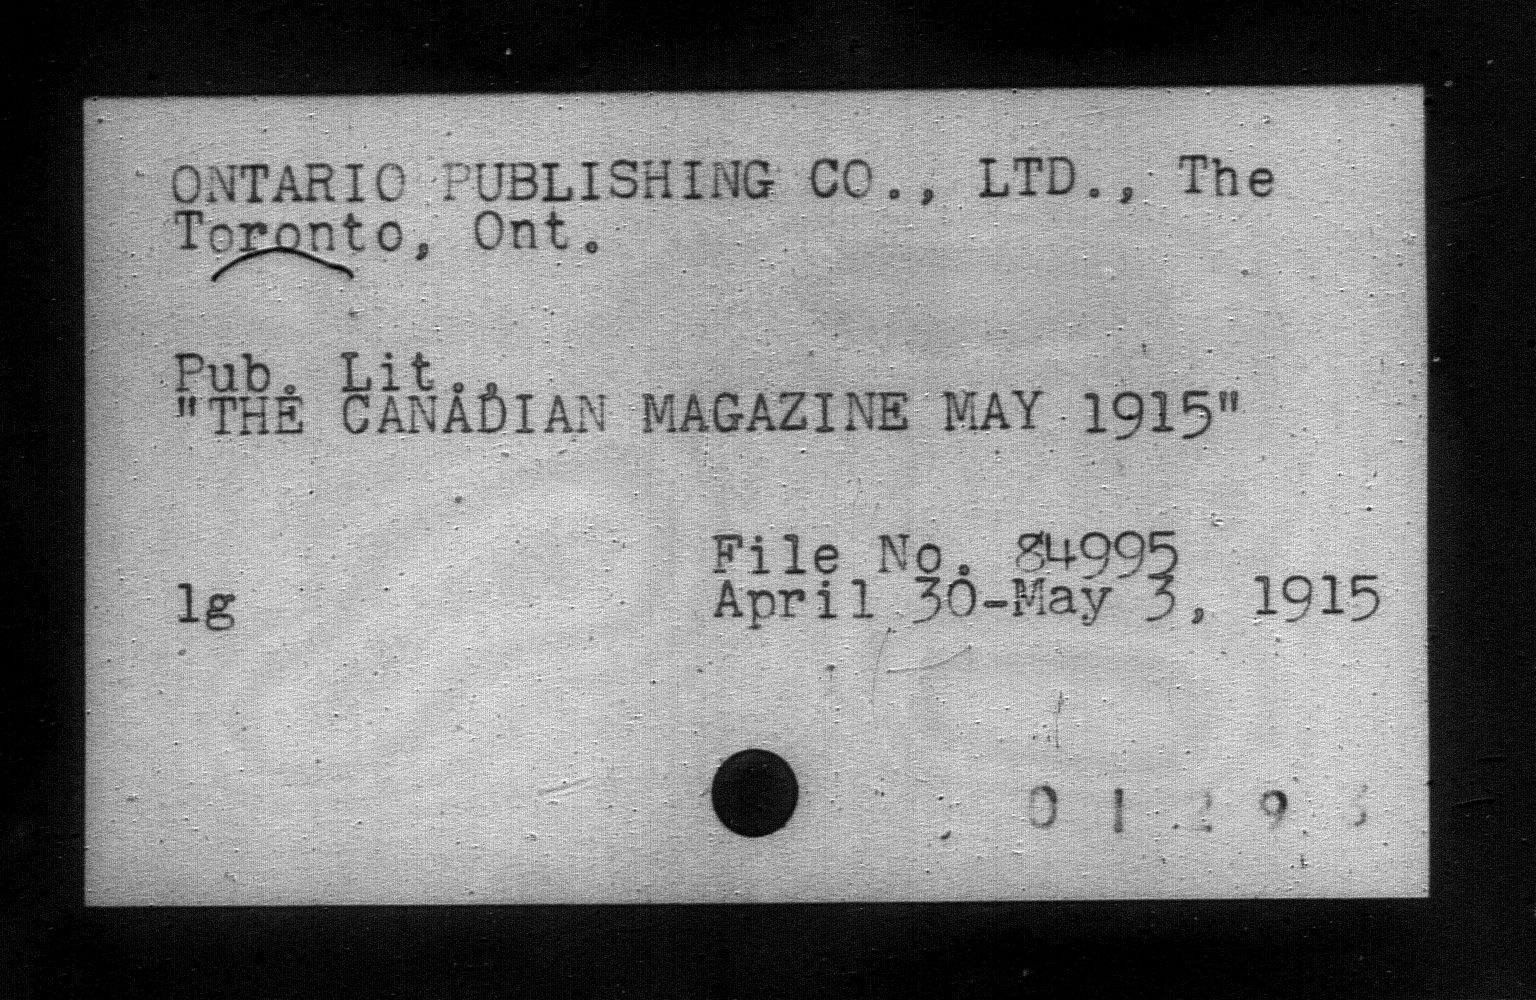 ONTARIO PUBLISHING CO., LTD., The
Toronto, Ont.
Pub. Lit.,
"THE CANADIAN MAGAZINE MAY 1915"
File No. 84995
lg April 30-May 3, 1915